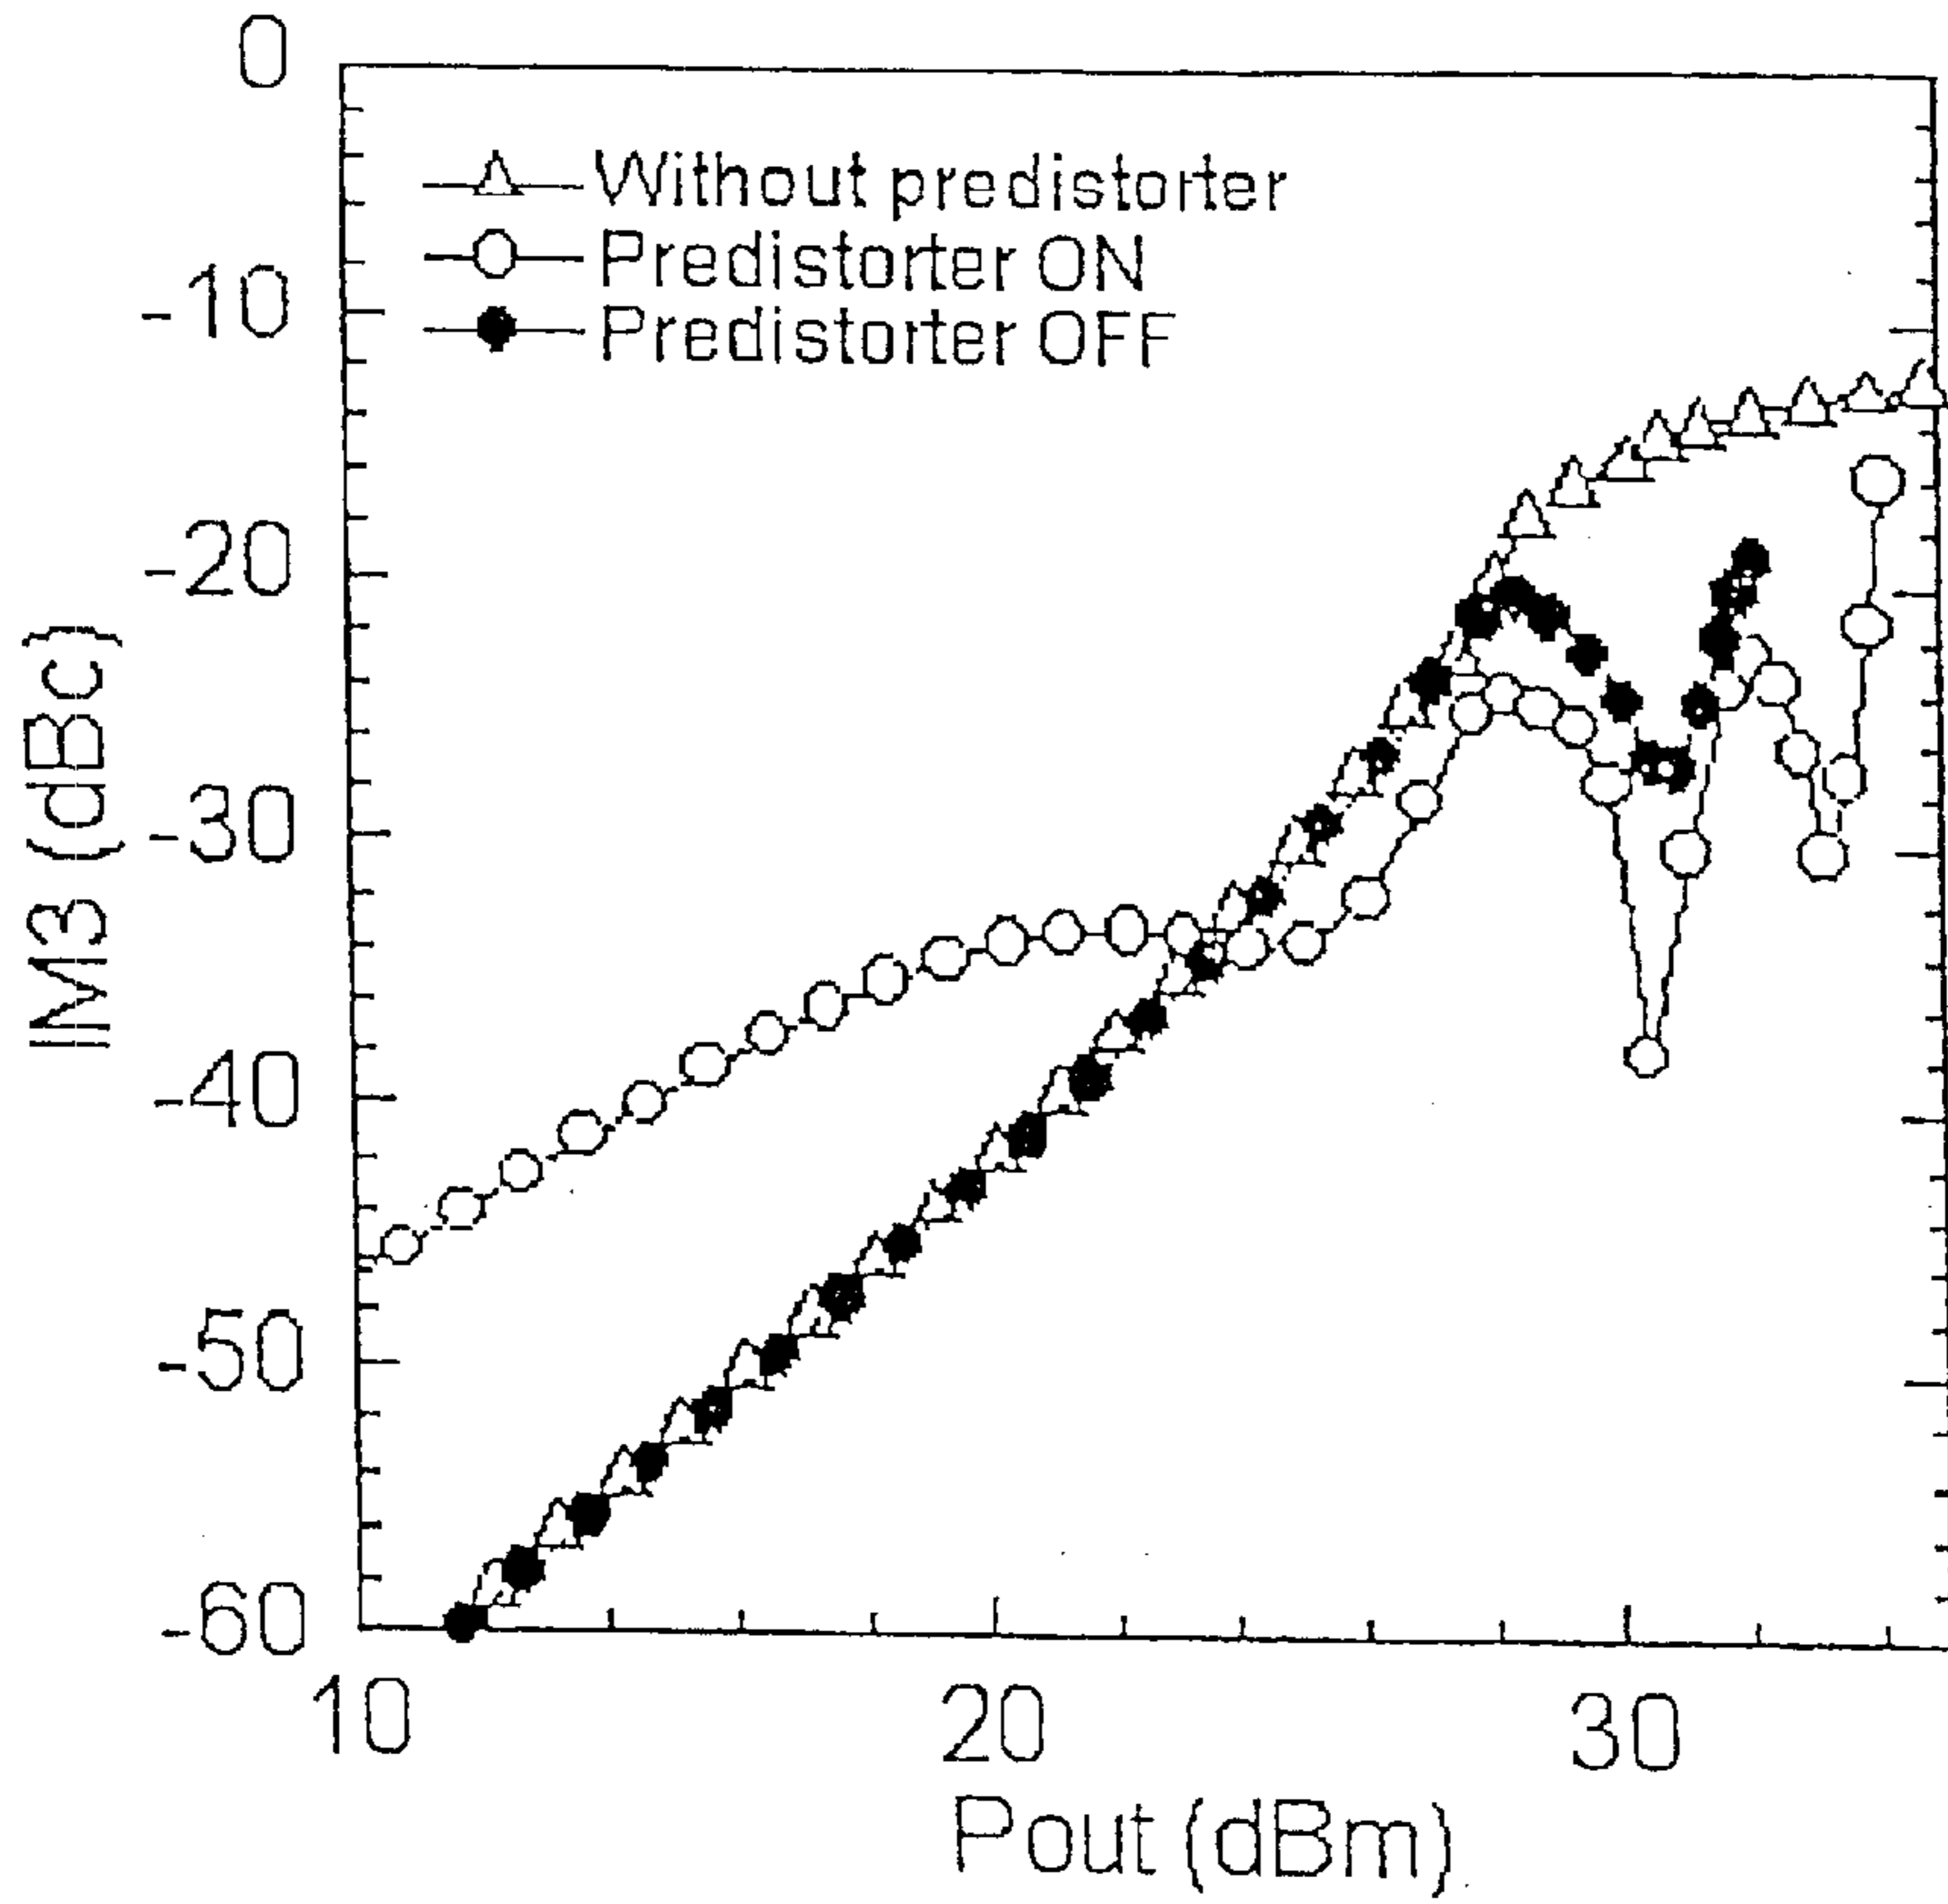 0
Without predistorter
Predistorter ON
-10
Predistorter OFF
-20
IM3 (dBc)
-30
-40
-50
-60
10 20 30
Pout (dBm)